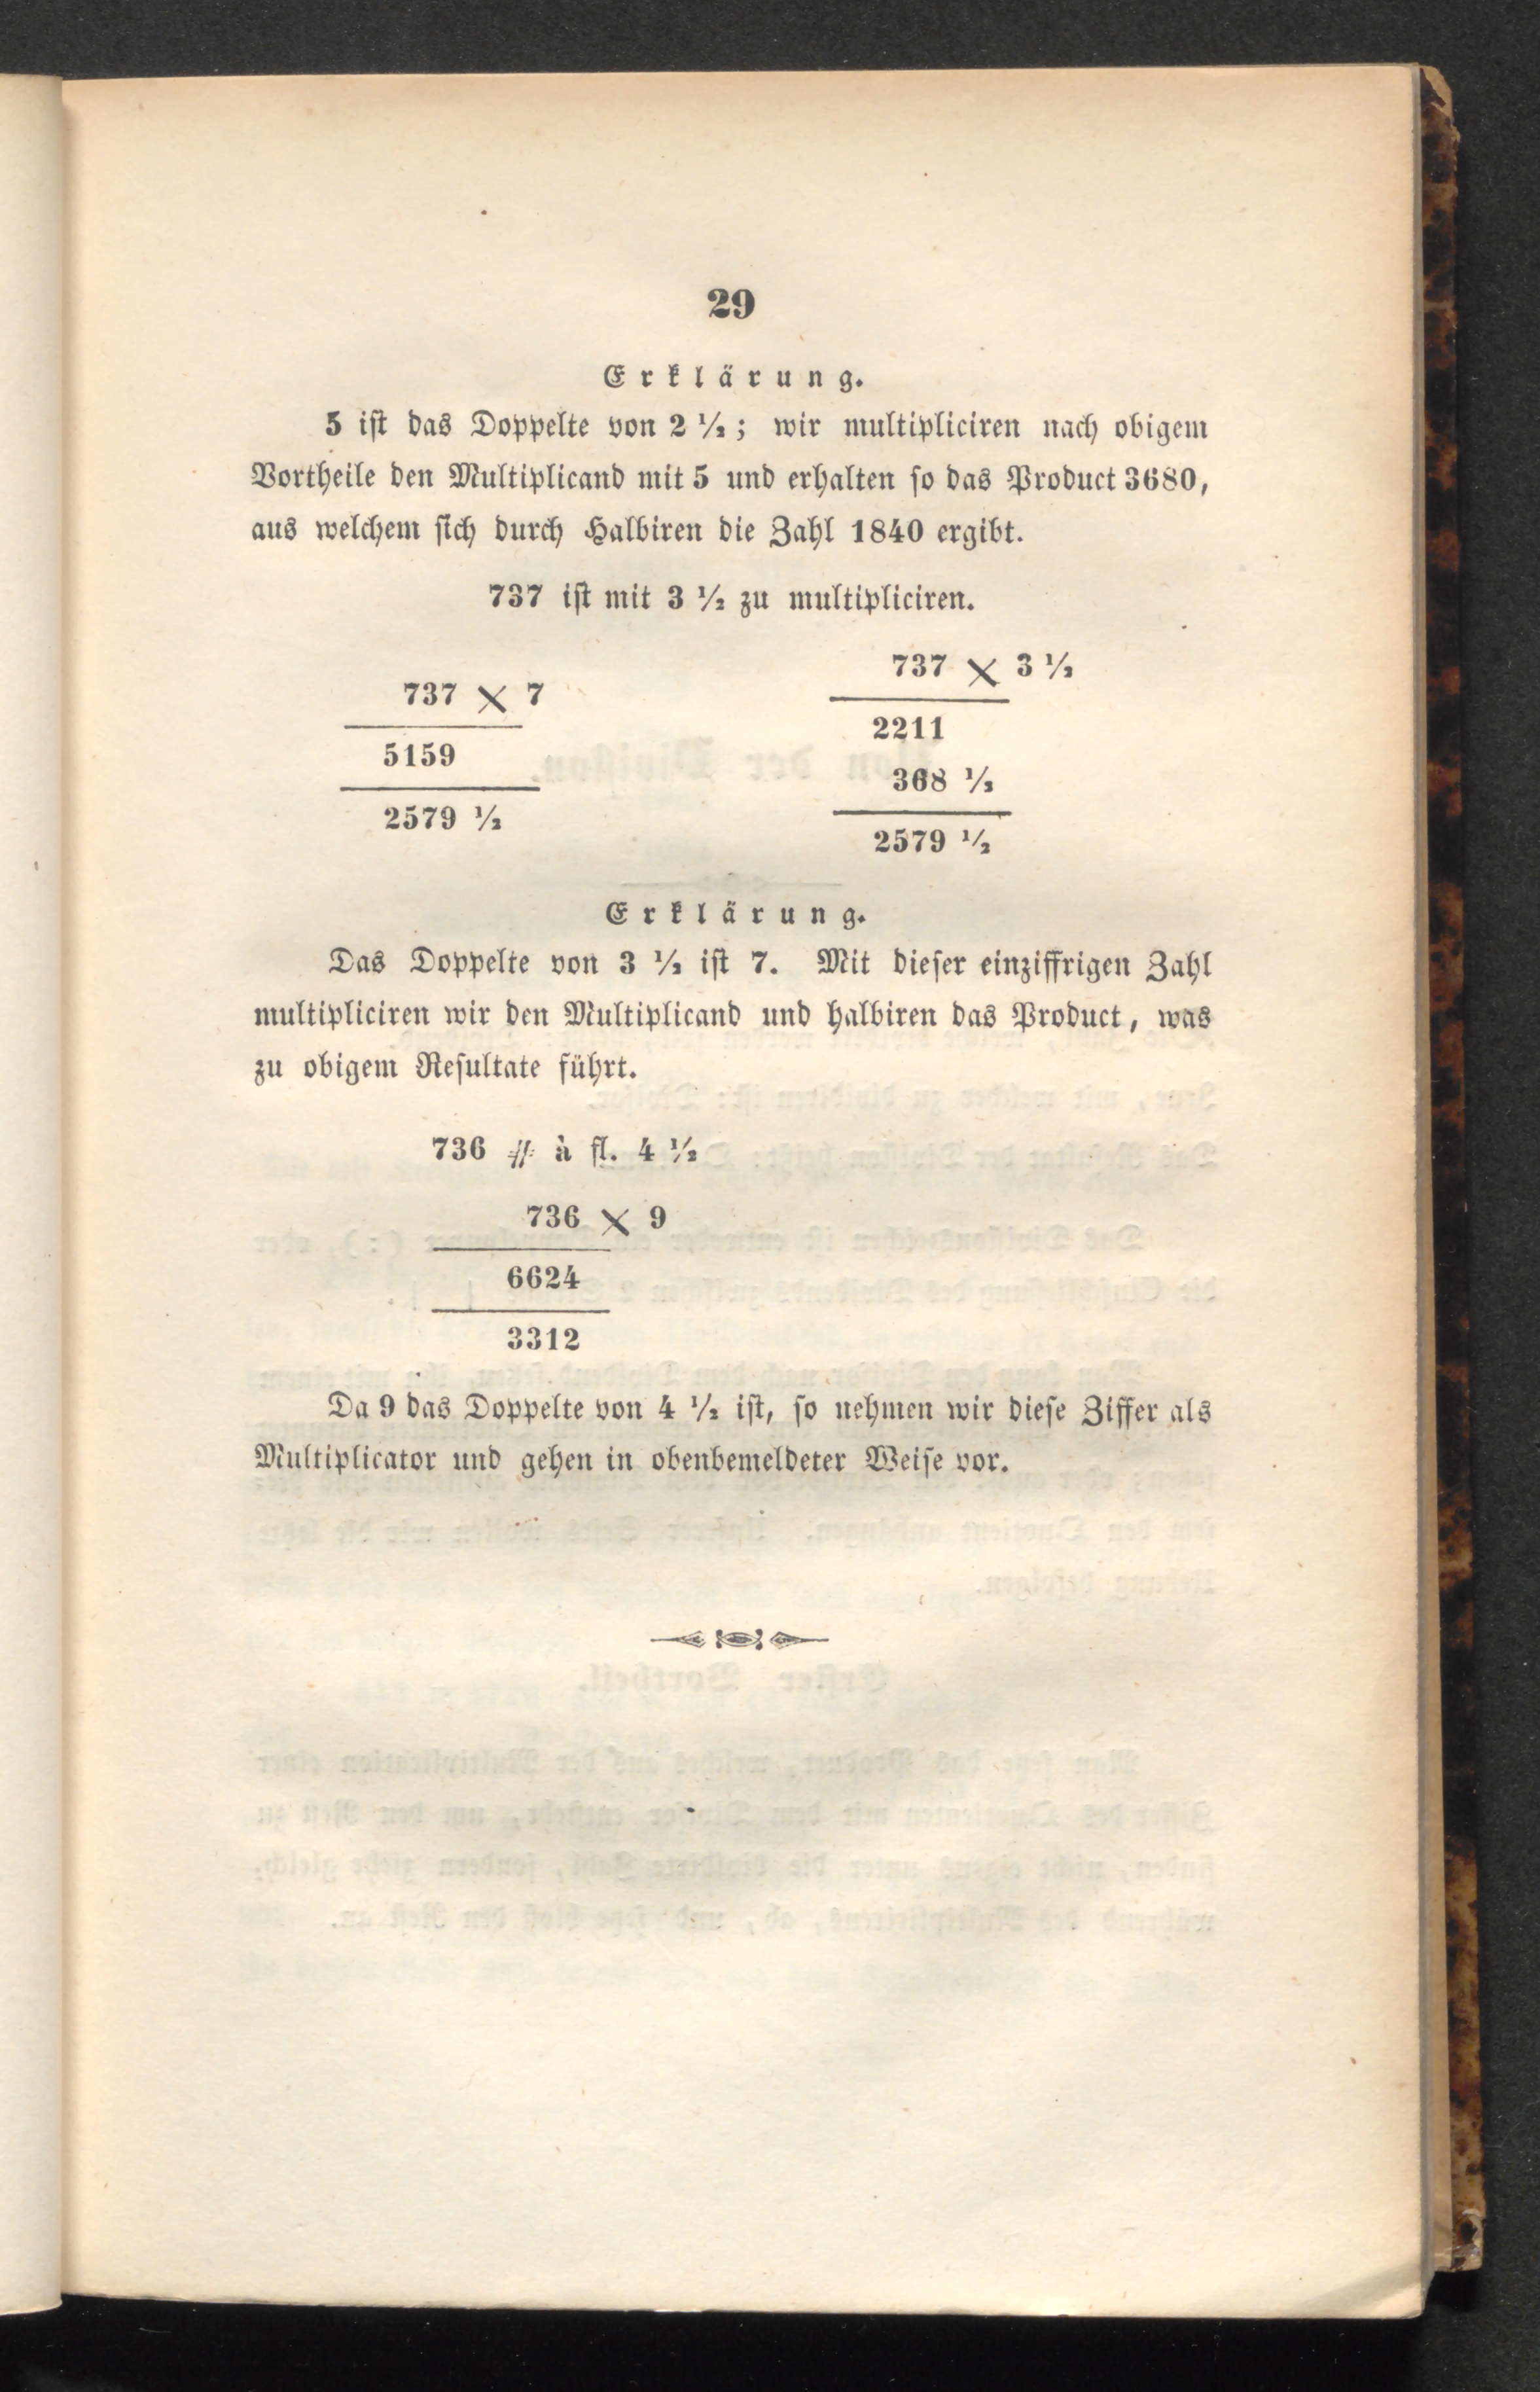 29
Erklärung.
5 ist das Doppelte von 2 ½; wir multipliciren nach obigem
Vortheile den Multiplicand mit 5 und erhalten so das Product 3680,
aus welchem sich durch Halbiren die Zahl 1840 ergibt.
737 ist mit 3 ½ zu multipliciren.
737 × 7
5159
2579 ½
737 × 3 ½
2211
368 ½
2579 ½
Erklärung.
Das Doppelte von 3 ½ ist 7. Mit dieser einziffrigen Zahl
multipliciren wir den Multiplicand und halbiren das Product, was
zu obigem Resultate führt.
736 ℔ à fl. 4 ½
736 × 9
6624
3312
Da 9 das Doppelte von 4 ½ ist, so nehmen wir diese Ziffer als
Multiplicator und gehen in obenbemeldeter Weise vor.